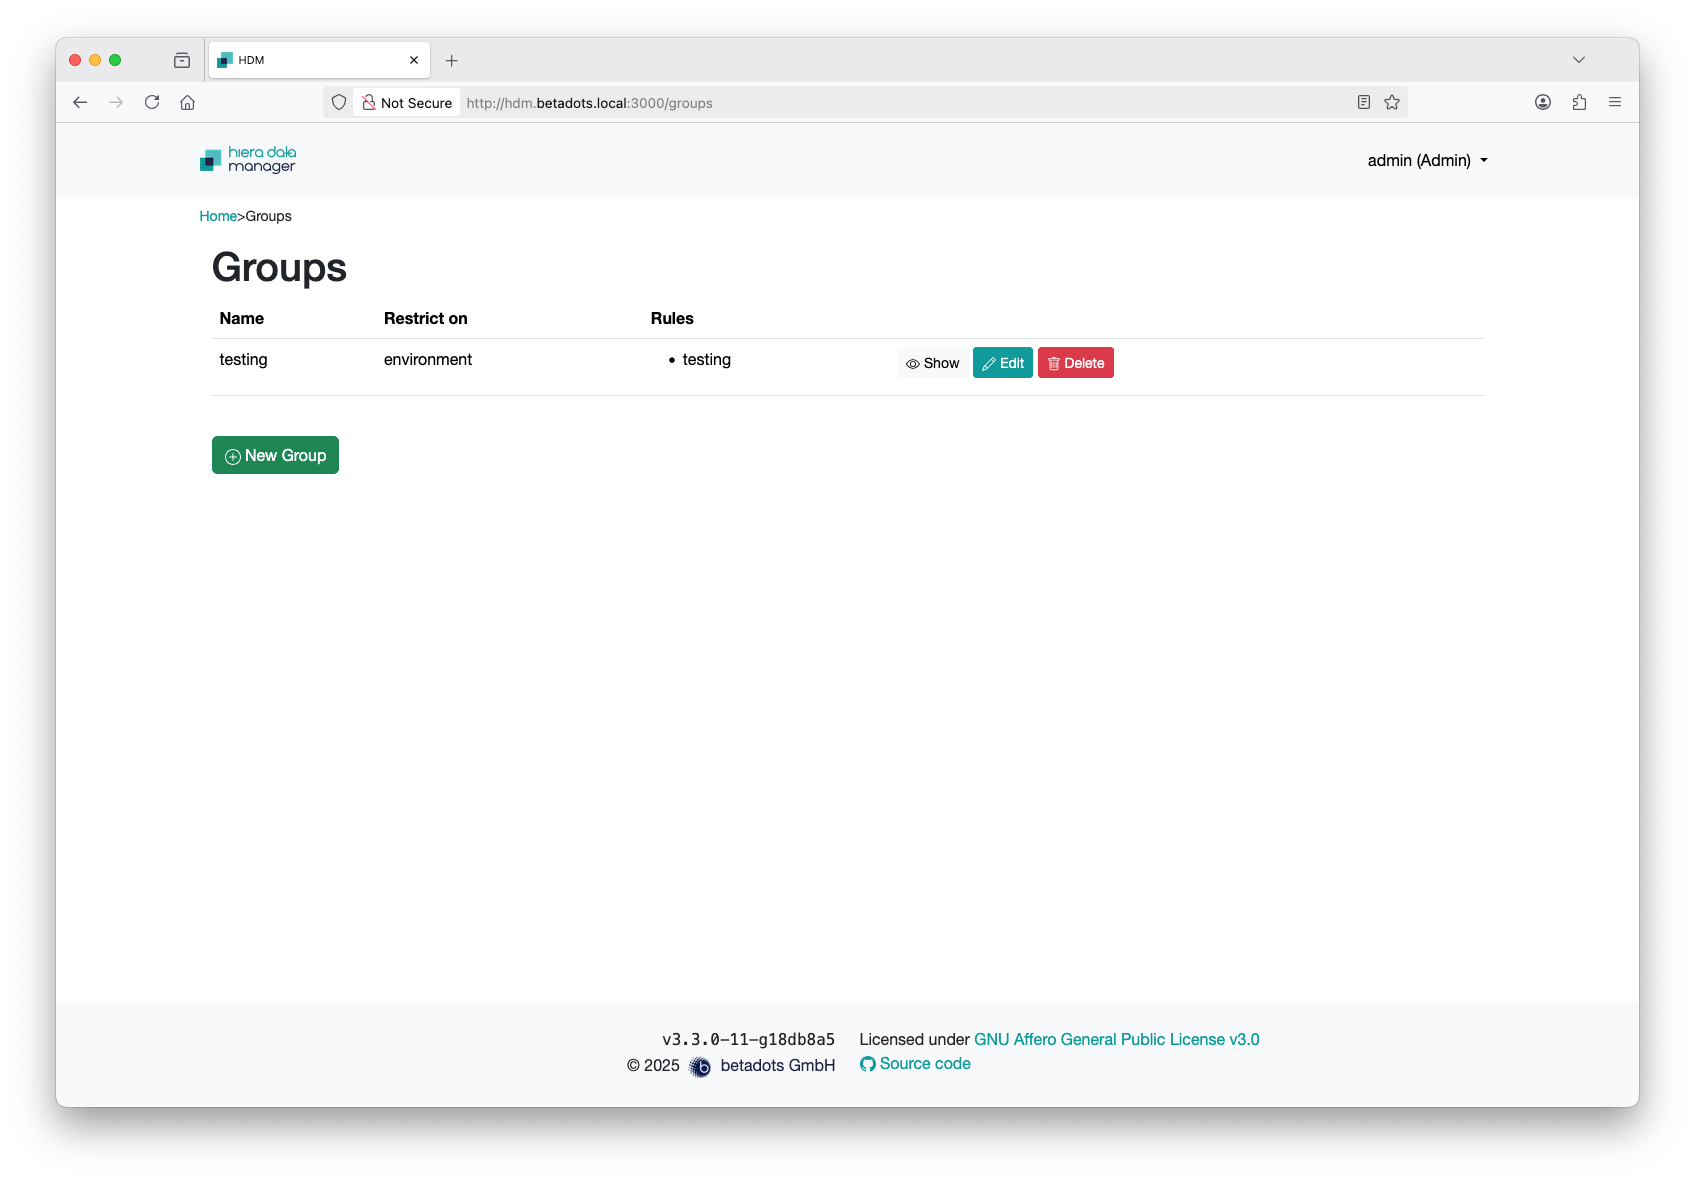 HDM
Not Secure http://hdm.betadots.local:3000/groups
hiera data
manager
admin (Admin)
Home>Groups
Groups
Name Restrict on Rules
testing environment • testing Show Edit Delete
New Group
v3.3.0-11-g18db8a5 Licensed under GNU Affero General Public License v3.0
© 2025 betadots GmbH Source code